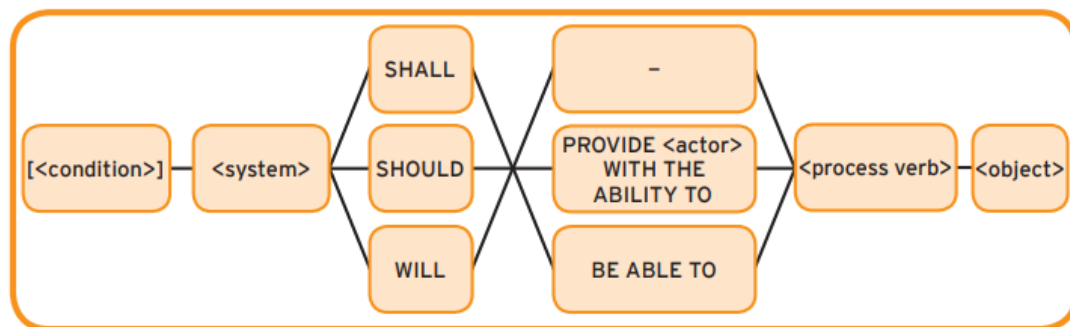 SHALL
–
[<condition>]
<system>
SHOULD
PROVIDE <actor>
WITH THE
ABILITY TO
<process verb>
<object>
WILL
BE ABLE TO